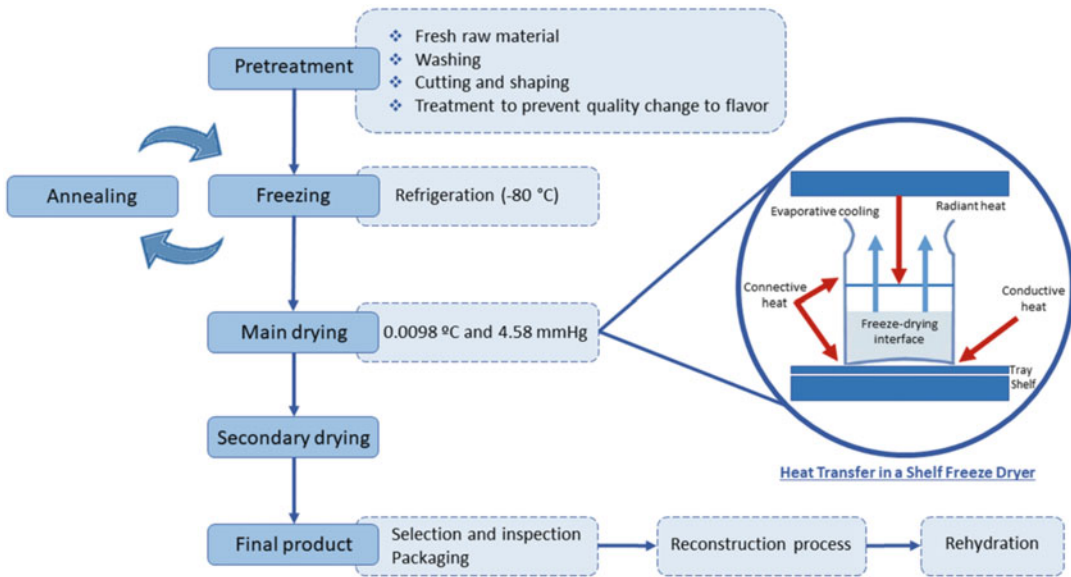 Pretreatment
❖ Fresh raw material
❖ Washing
❖ Cutting and shaping
❖ Treatment to prevent quality change to flavor
Annealing
Freezing
Refrigeration (-80 °C)
Main drying
0.0098 ºC and 4.58 mmHg
Evaporative cooling
Radiant heat
Connective
heat
Conductive
heat
Freeze-drying
interface
Tray
Shelf
Heat Transfer in a Shelf Freeze Dryer
Secondary drying
Final product
Selection and inspection
Packaging
Reconstruction process
Rehydration